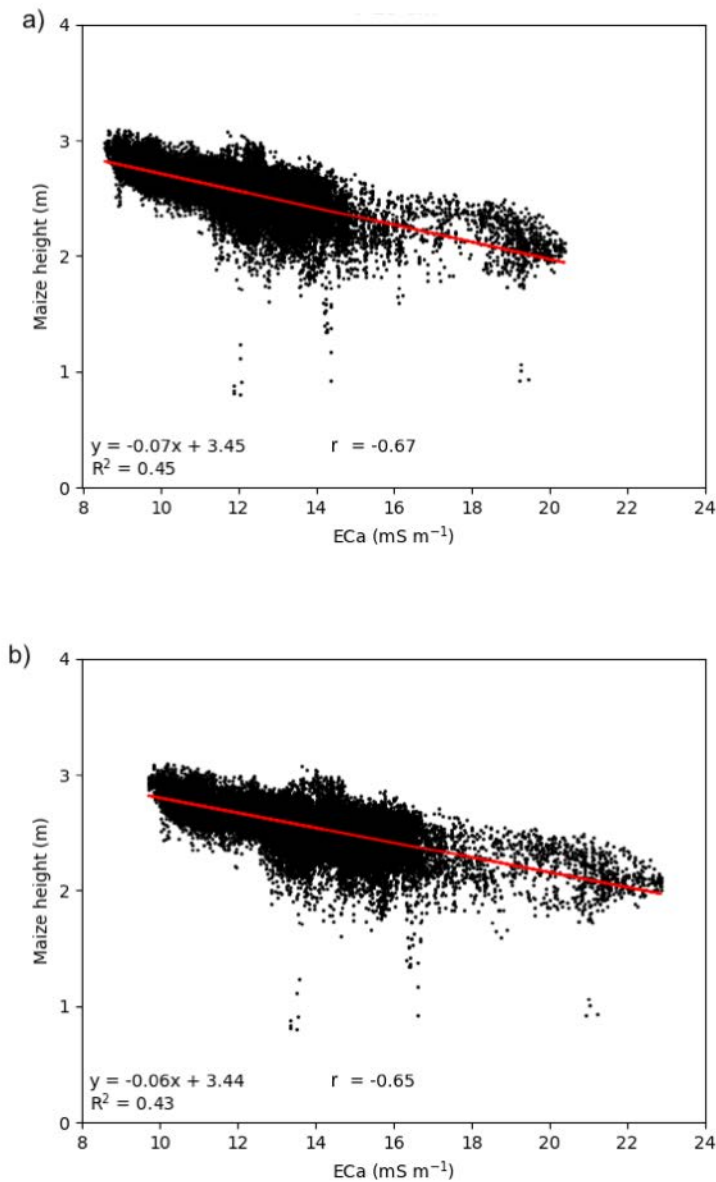 a)
4
3
2
1
0
Maize height (m)
y = -0.07x + 3.45 r = -0.67
R² = 0.45
8 10 12 14 16 18 20 22 24
ECa (mS m⁻¹)
b)
4
3
2
1
0
Maize height (m)
y = -0.06x + 3.44 r = -0.65
R² = 0.43
8 10 12 14 16 18 20 22 24
ECa (mS m⁻¹)